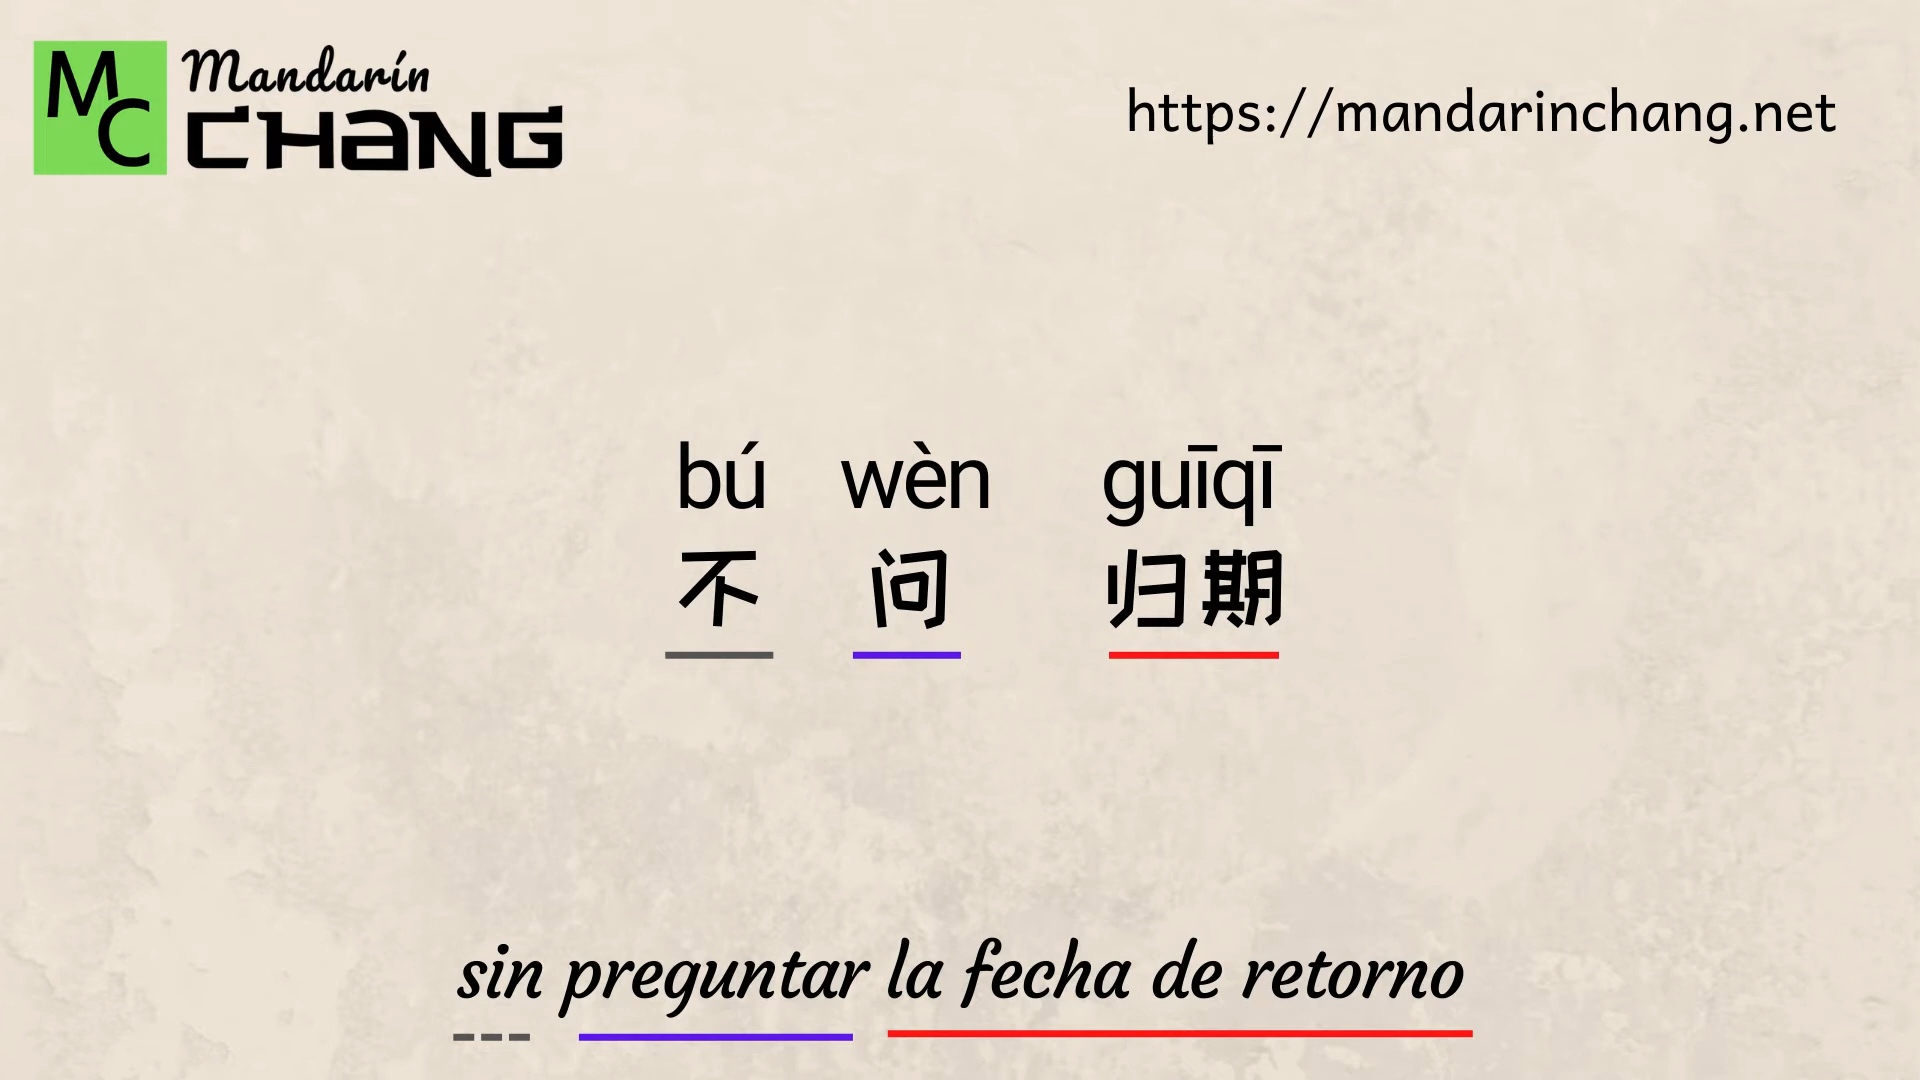 MC
Mandarín
CHANG
https://mandarinchang.net
bú wèn guīqī
不 问 归期
sin preguntar la fecha de retorno